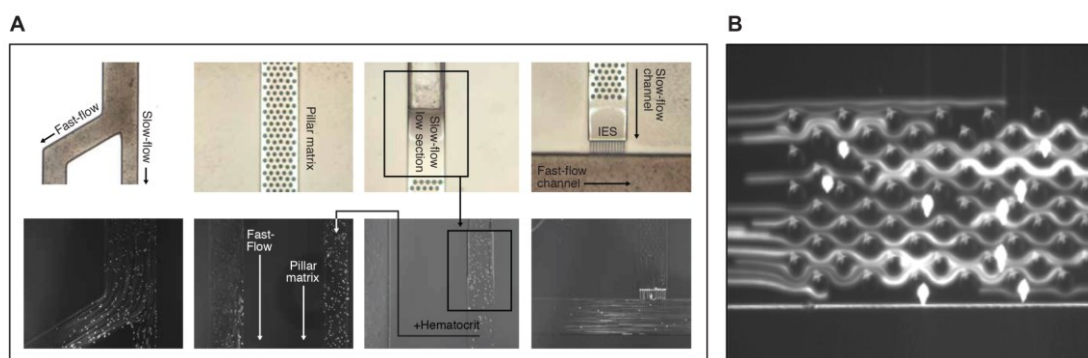 A
B
Fast-flow
Slow-flow
Pillar matrix
Slow-flow
low section
Slow-flow
channel
IES
Fast-flow
channel
Fast-
Flow
Pillar
matrix
+Hematocrit